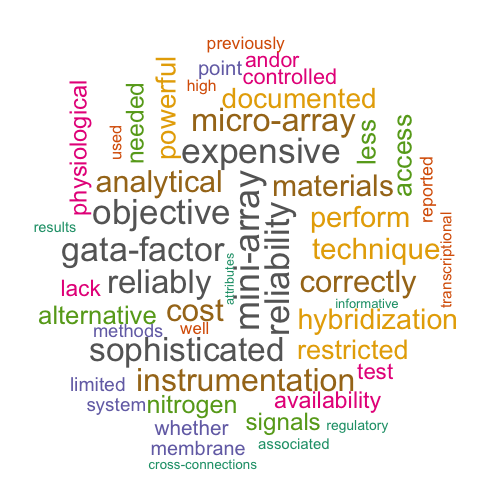 previously
andor
point
controlled
high
powerful
physiological
needed
used
documented
micro-array
less
access
expensive
analytical
materials
reported
objective
perform
results
gata-factor
mini-array
reliability
technique
transcriptional
attributes
reliably
correctly
lack
cost
informative
alternative
methods
well
hybridization
sophisticated
restricted
limited
instrumentation
test
system
nitrogen
availability
whether
signals
regulatory
membrane
associated
cross-connections